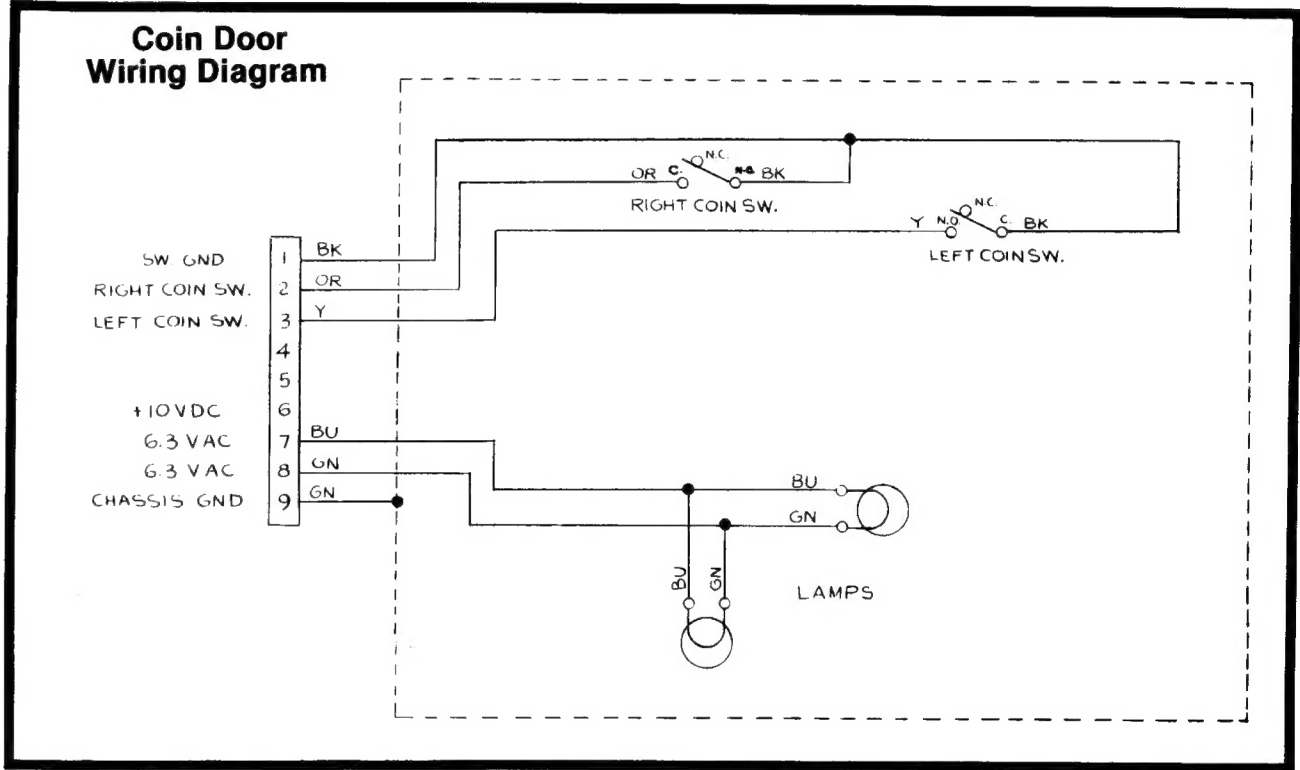 Coin Door
Wiring Diagram
N.C.
OR C. N.O. BK
RIGHT COIN SW.
N.C.
Y N.O. C. BK
LEFT COIN SW.
SW. GND 1 BK
RIGHT COIN SW. 2 OR
LEFT COIN SW. 3 Y
4
5
+10VDC 6
6.3 VAC 7 BU
6.3 VAC 8 GN
CHASSIS GND 9 GN
BU
GN
BU GN
LAMPS